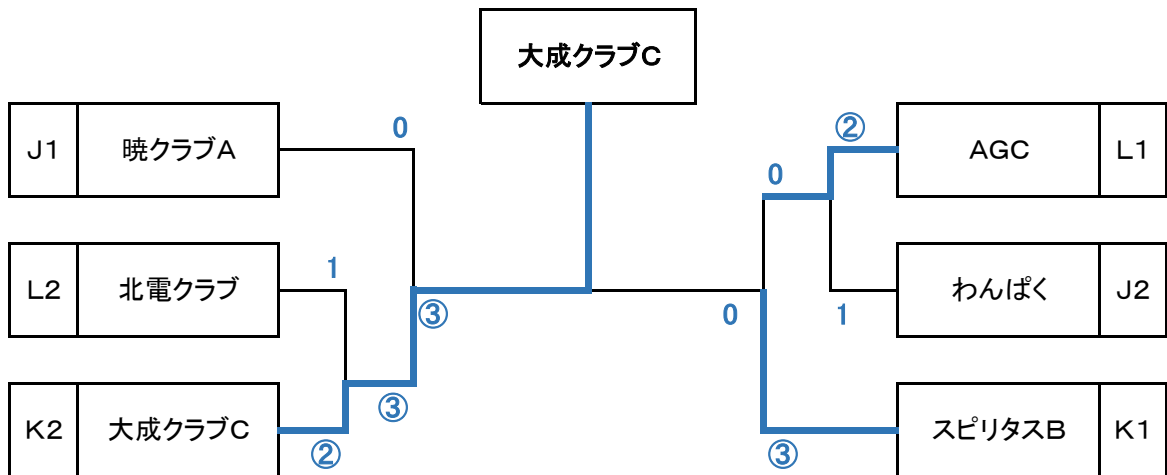 大成クラブC
J1 暁クラブA 0
② AGC L1
0
L2 北電クラブ 1
③
0
1 わんぱく J2
K2 大成クラブC ②
③
③ スピリタスB K1